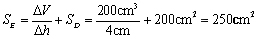 S_E = ΔV/Δh + S_D = 200cm³/4cm + 200cm² = 250cm²